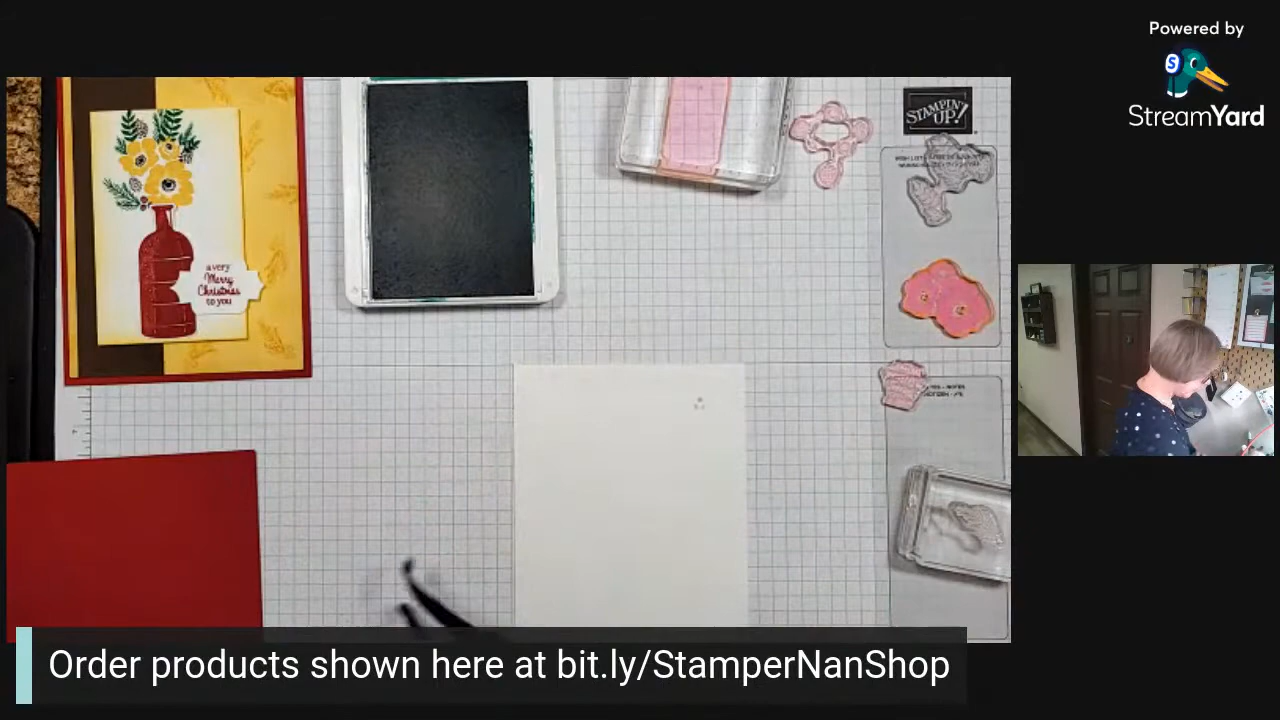 Powered by
S
StreamYard
STAMPIN' UP!
a very
Merry
Christmas
to you
Order products shown here at bit.ly/StamperNanShop